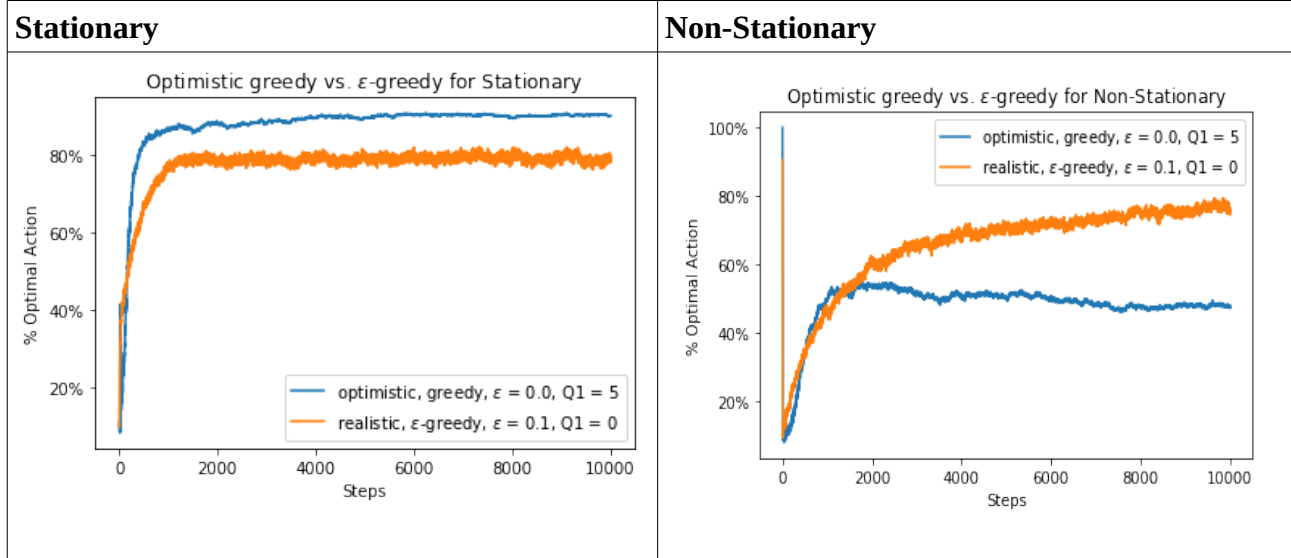 Stationary
Non-Stationary
Optimistic greedy vs. ε-greedy for Stationary
% Optimal Action
80%
60%
40%
20%
optimistic, greedy, ε = 0.0, Q1 = 5
realistic, ε-greedy, ε = 0.1, Q1 = 0
0 2000 4000 6000 8000 10000
Steps
Optimistic greedy vs. ε-greedy for Non-Stationary
% Optimal Action
100%
80%
60%
40%
20%
optimistic, greedy, ε = 0.0, Q1 = 5
realistic, ε-greedy, ε = 0.1, Q1 = 0
0 2000 4000 6000 8000 10000
Steps